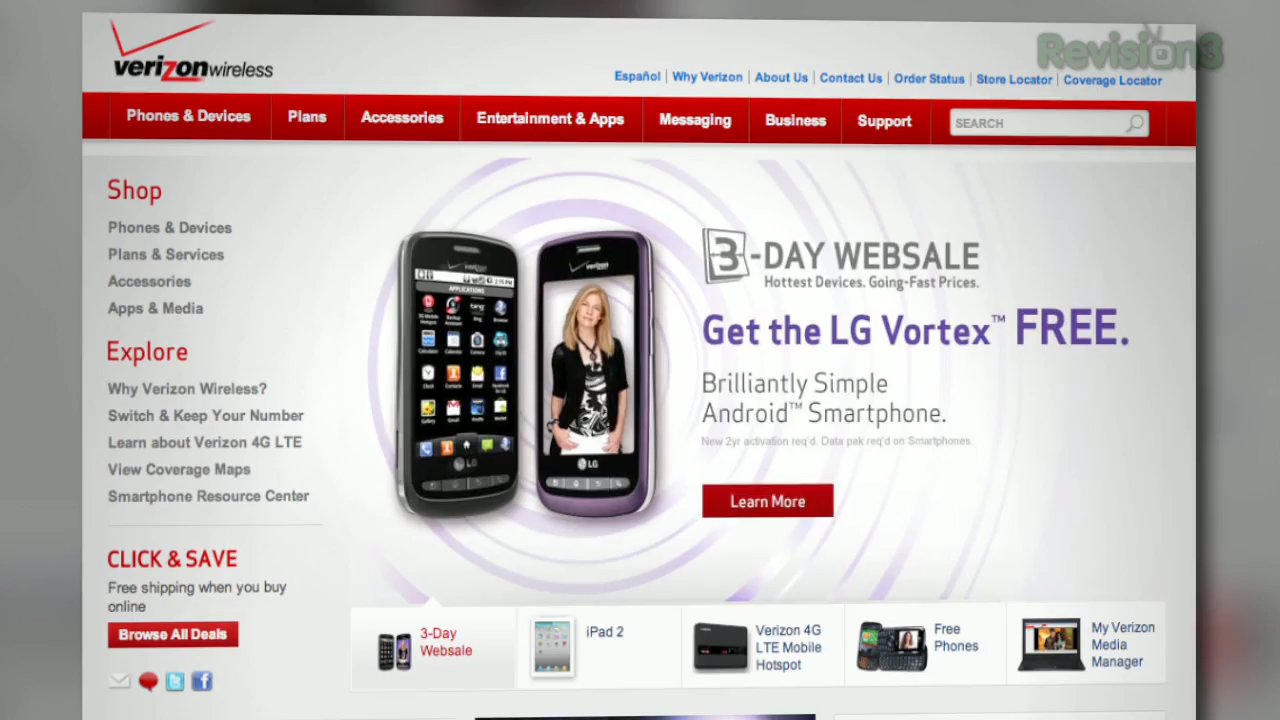 Revision3
verizonwireless
Español | Why Verizon | About Us | Contact Us | Order Status | Store Locator | Coverage Locator
Phones & Devices
Plans
Accessories
Entertainment & Apps
Messaging
Business
Support
SEARCH
Shop
Phones & Devices
Plans & Services
Accessories
Apps & Media
Explore
Why Verizon Wireless?
Switch & Keep Your Number
Learn about Verizon 4G LTE
View Coverage Maps
Smartphone Resource Center
CLICK & SAVE
Free shipping when you buy
online
Browse All Deals
verizon
APPLICATIONS
LG
verizon
LG
3-DAY WEBSALE
Hottest Devices. Going-Fast Prices.
Get the LG Vortex™ FREE.
Brilliantly Simple
Android™ Smartphone.
New 2yr activation req'd. Data pak req'd on Smartphones.
Learn More
3-Day
Websale
iPad 2
Verizon 4G
LTE Mobile
Hotspot
Free
Phones
My Verizon
Media
Manager